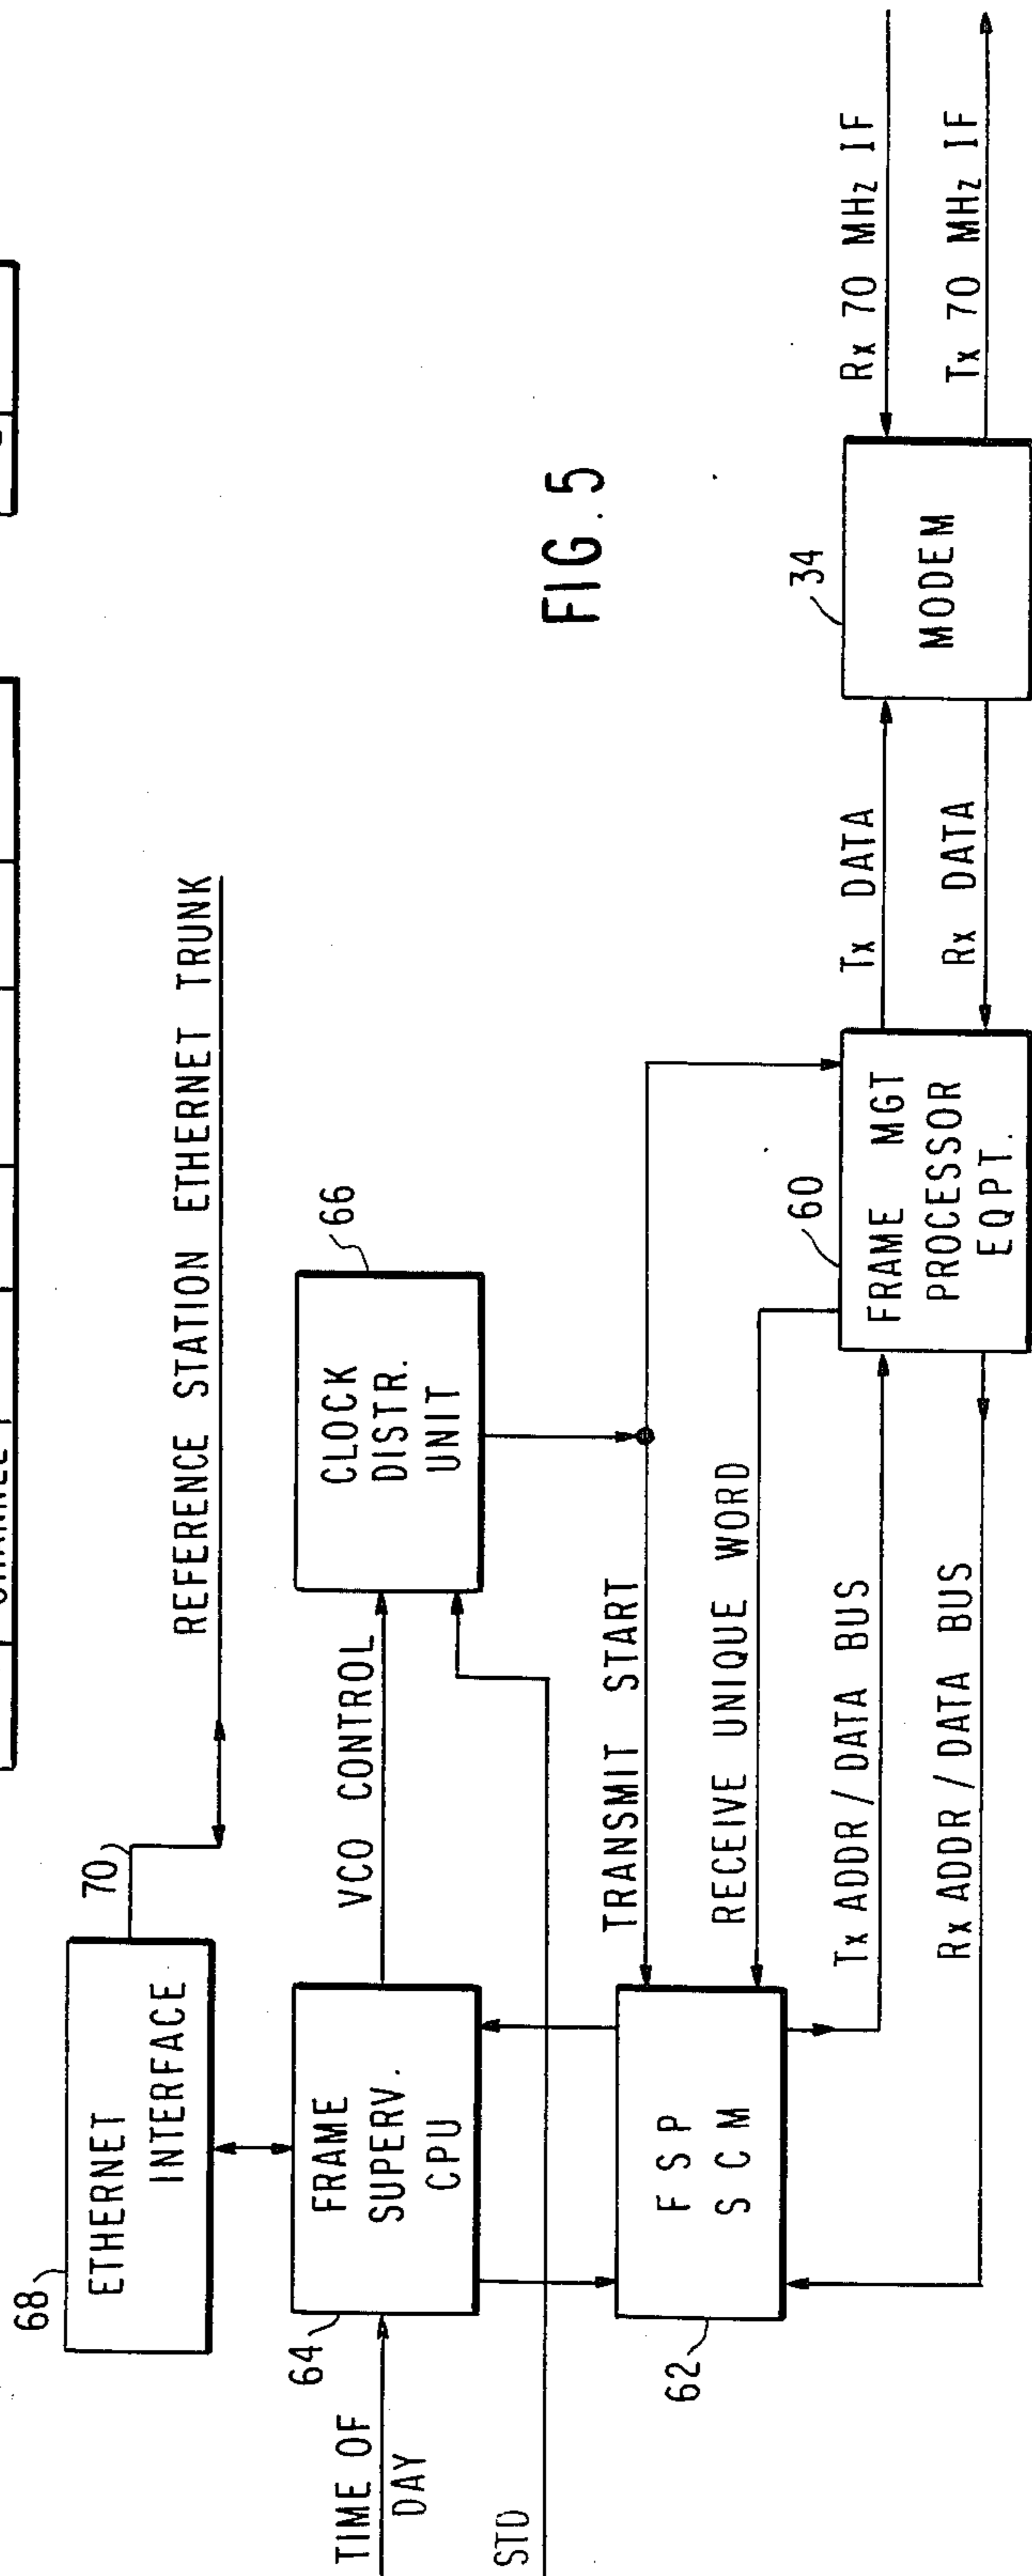 CHANNEL
68
ETHERNET
INTERFACE
70
REFERENCE STATION ETHERNET TRUNK
TIME OF
DAY
64
FRAME
SUPERV.
CPU
VCO CONTROL
CLOCK
DISTR.
UNIT
66
STD
62
FSP
SCM
TRANSMIT START
RECEIVE UNIQUE WORD
Tx ADDR / DATA BUS
Rx ADDR / DATA BUS
60
FRAME MGT
PROCESSOR
EQPT.
Tx DATA
Rx DATA
34
MODEM
Rx 70 MHz IF
Tx 70 MHz IF
FIG. 5